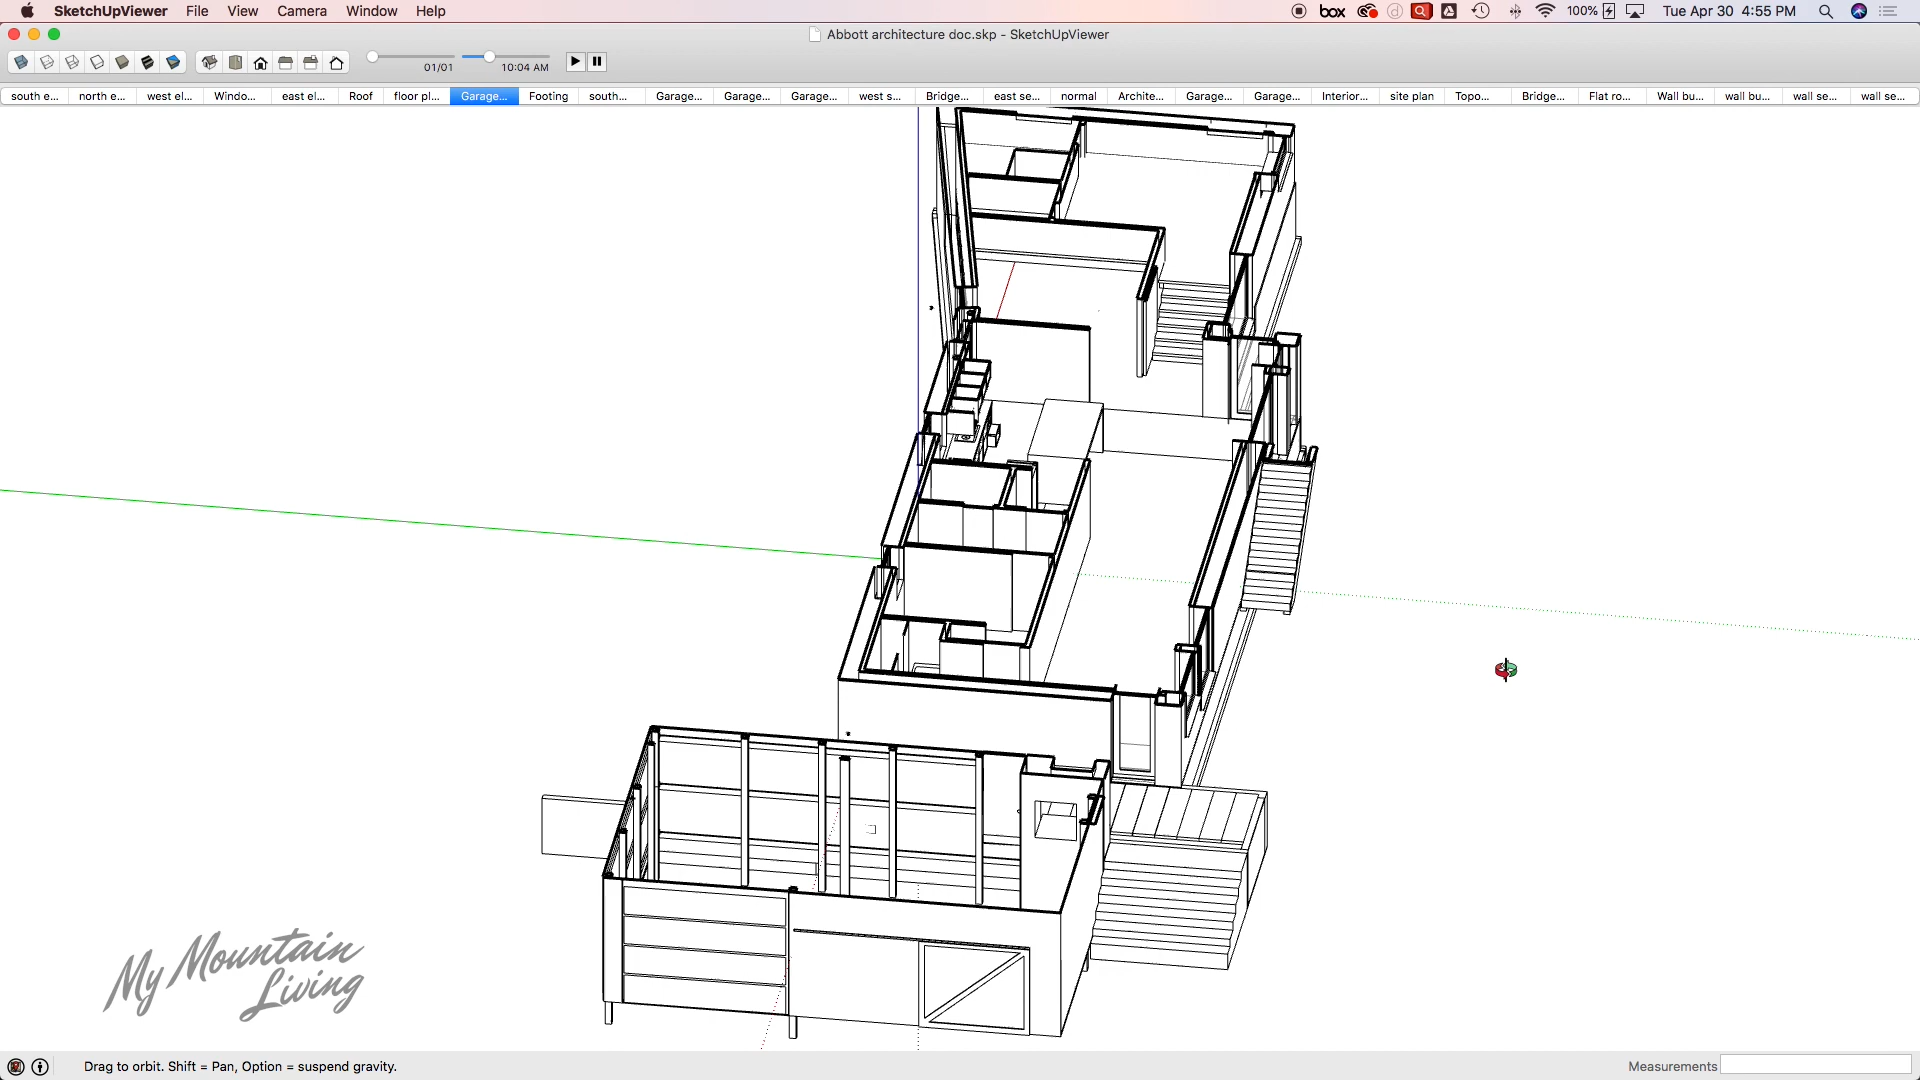 SketchUpViewer File View Camera Window Help box 100% Tue Apr 30 4:55 PM
Abbott architecture doc.skp - SketchUpViewer
01/01 10:04 AM
south e... north e... west el... Windo... east el... Roof floor pl... Garage... Footing south... Garage... Garage... Garage... west s... Bridge... east se... normal Archite... Garage... Garage... Interior... site plan Topo... Bridge... Flat ro... Wall bu... wall bu... wall se... wall se...
My Mountain
Living
Drag to orbit. Shift = Pan, Option = suspend gravity. Measurements